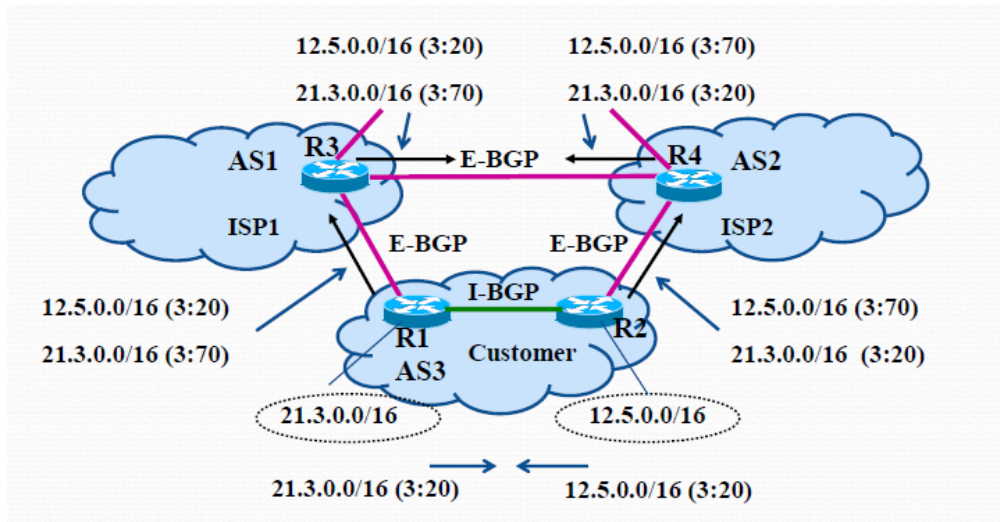 12.5.0.0/16 (3:20)
12.5.0.0/16 (3:70)
21.3.0.0/16 (3:70)
21.3.0.0/16 (3:20)
R3
AS1
E-BGP
R4
AS2
ISP1
ISP2
E-BGP
E-BGP
12.5.0.0/16 (3:20)
21.3.0.0/16 (3:70)
I-BGP
12.5.0.0/16 (3:70)
21.3.0.0/16 (3:20)
R1
R2
Customer
AS3
21.3.0.0/16
12.5.0.0/16
21.3.0.0/16 (3:20)
12.5.0.0/16 (3:20)